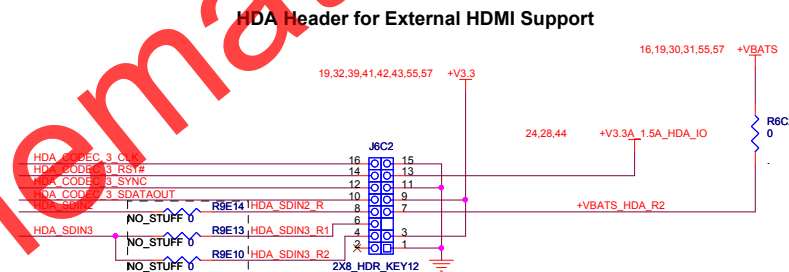 HDA Header for External HDMI Support
16,19,30,31,55,57 +VBATS
19,32,39,41,42,43,55,57 +V3.3
R6C
0
J6C2
24,28,44 +V3.3A_1.5A_HDA_IO
HDA_CODEC_3_CLK 16 15
HDA_CODEC_3_RST# 14 13
HDA_CODEC_3_SYNC 12 11
HDA_CODEC_3_SDATAOUT 10 9
HDA_SDIN2 R9E14 HDA_SDIN2_R 8 7 +VBATS_HDA_R2
NO_STUFF 0 6
HDA_SDIN3 R9E13 HDA_SDIN3_R1 4 3
NO_STUFF 0
R9E10 HDA_SDIN3_R2 2 1
NO_STUFF 0 2X8_HDR_KEY12